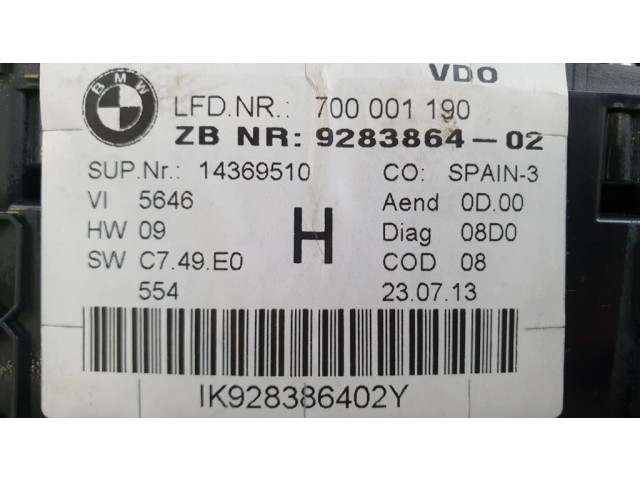 VDO
BMW
LFD.NR.: 700 001 190
ZB NR: 9283864-02
SUP.Nr.: 14369510 CO: SPAIN-3
VI 5646 Aend 0D.00
HW 09 H Diag 08D0
SW C7.49.E0 COD 08
554 23.07.13
IK928386402Y